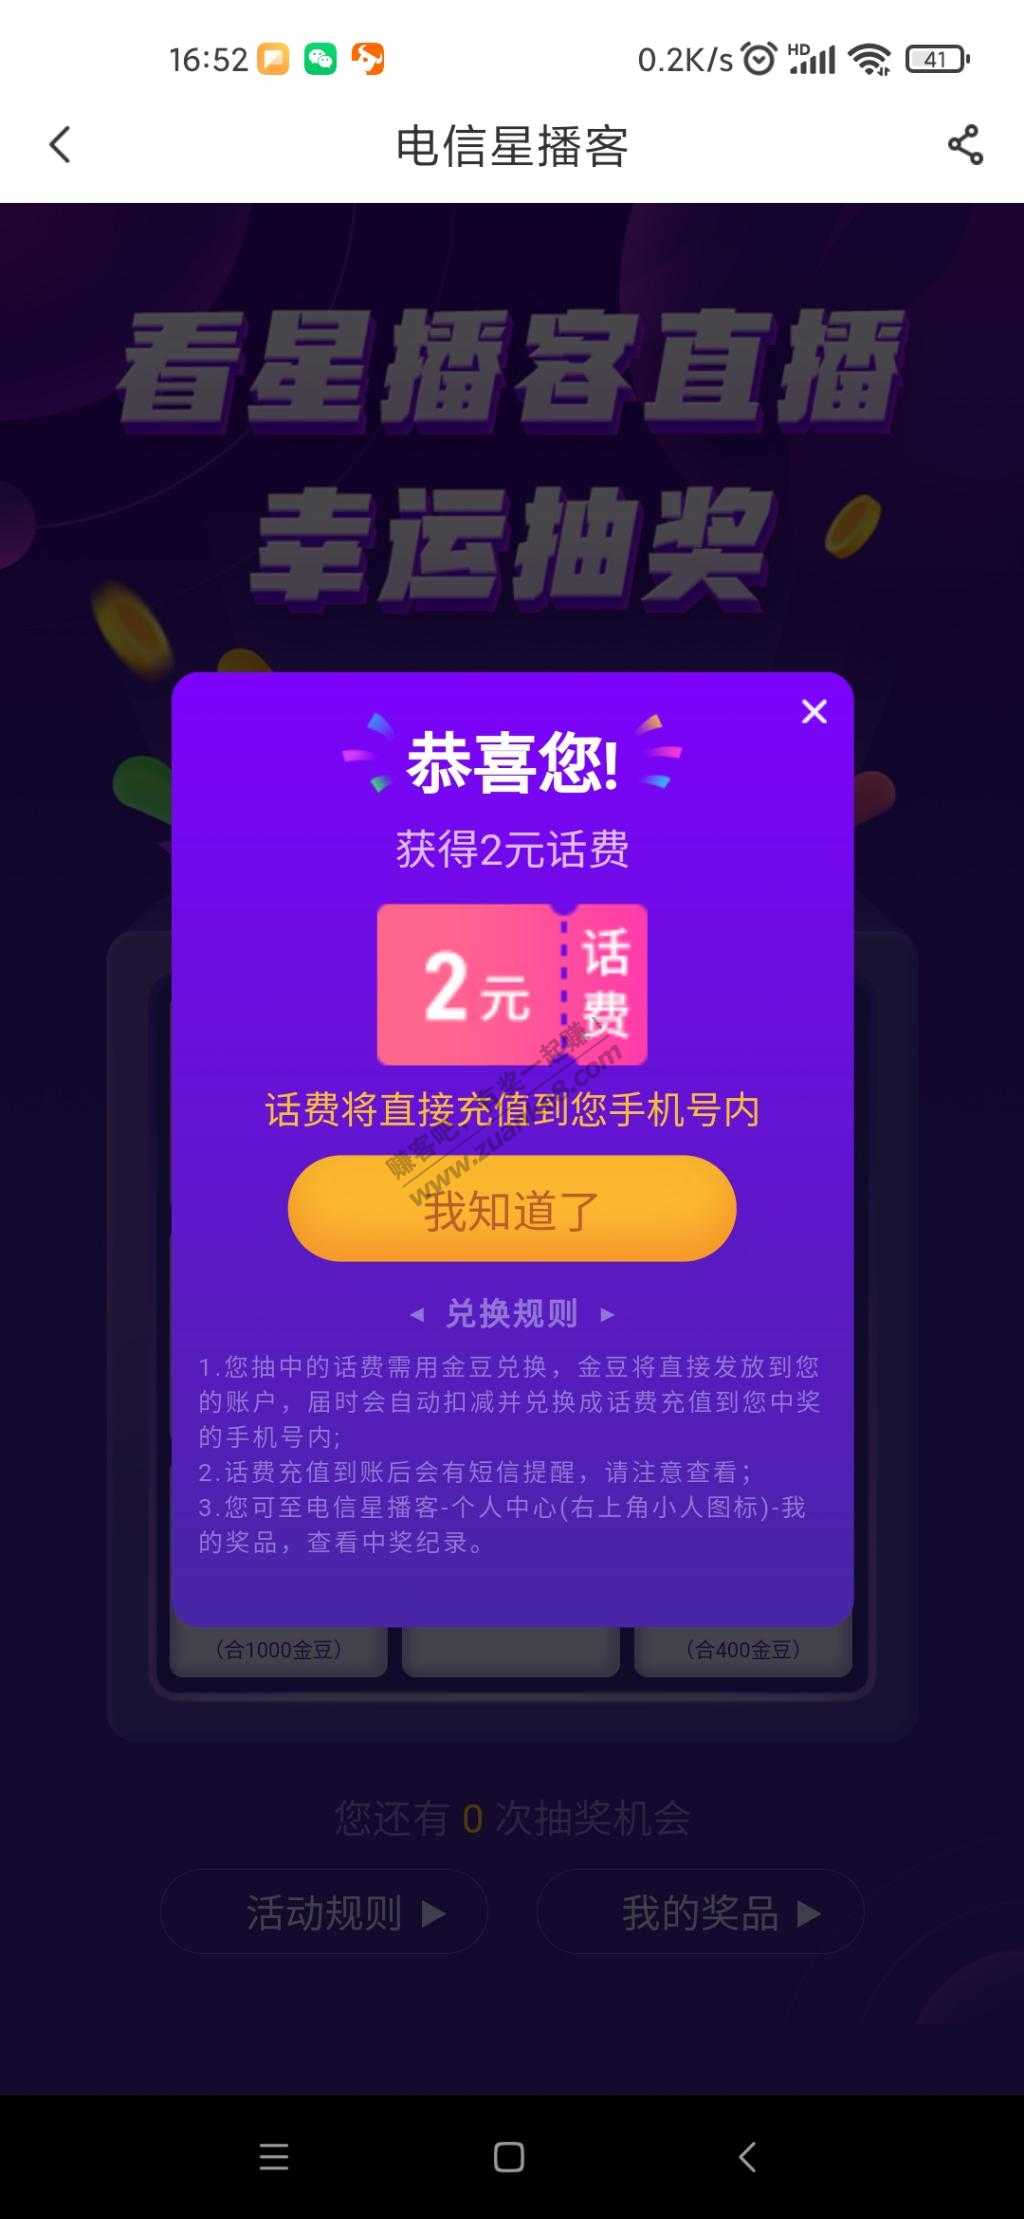 16:52
0.2K/s
HD
41
电信星播客
看星播客直播
幸运抽奖
恭喜您!
获得2元话费
2元
话费
话费将直接充值到您手机号内
赚客吧，有奖一起赚！
www.zuanke8.com
我知道了
兑换规则
1.您抽中的话费需用金豆兑换，金豆将直接发放到您
的账户，届时会自动扣减并兑换成话费充值到您中奖
的手机号内;
2.话费充值到账后会有短信提醒，请注意查看；
3.您可至电信星播客-个人中心(右上角小人图标)-我
的奖品，查看中奖纪录。
（合1000金豆）
（合400金豆）
您还有 0 次抽奖机会
活动规则
我的奖品